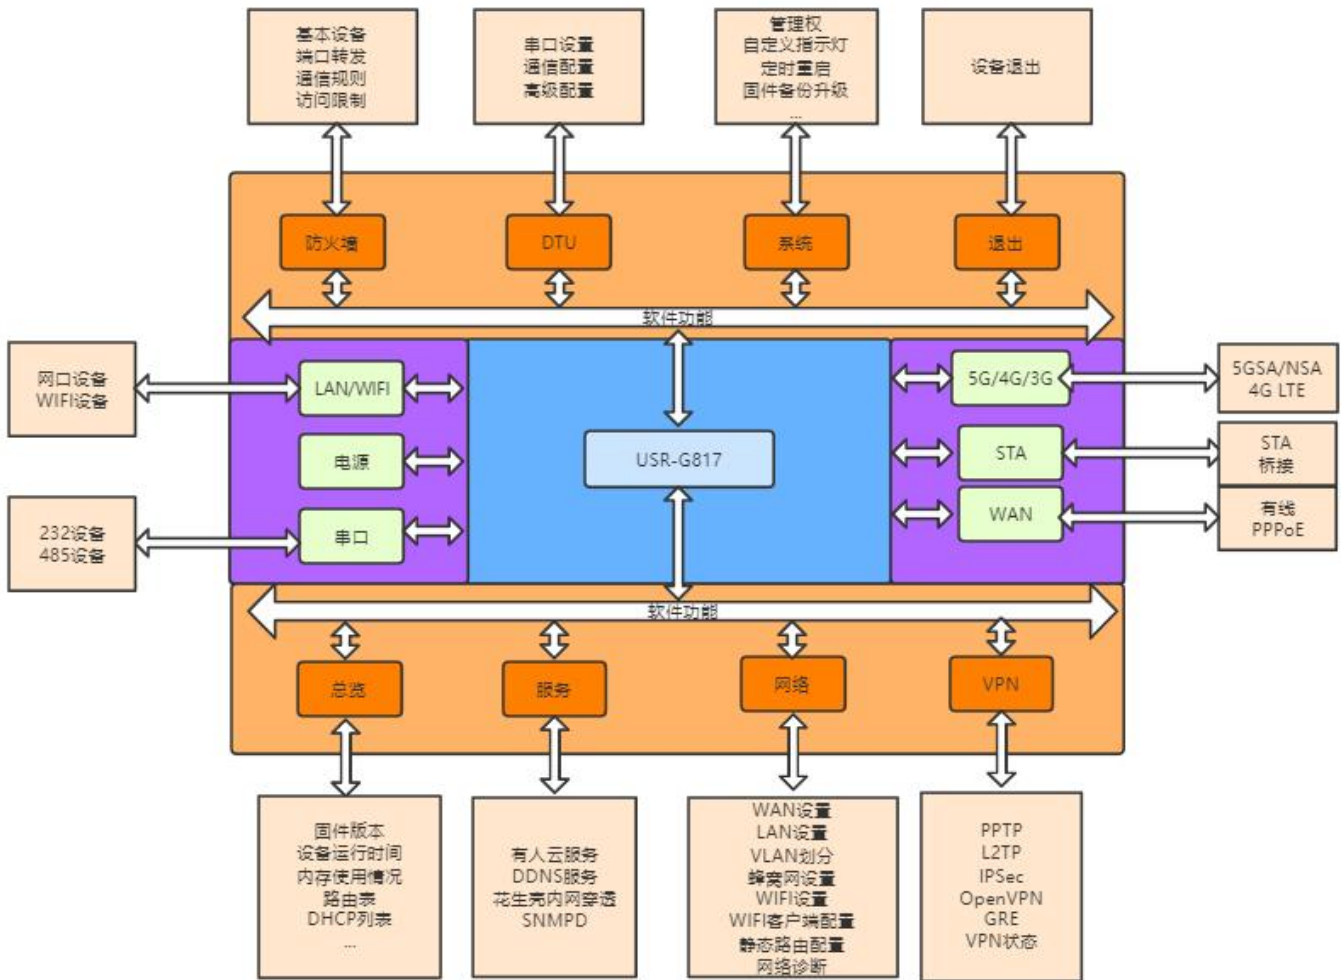 基本设备
端口转发
通信规则
访问限制
串口设置
通信配置
高级配置
管理权
自定义指示灯
定时重启
固件备份升级
...
设备退出
防火墙
DTU
系统
退出
软件功能
网口设备
WIFI设备
LAN/WIFI
5G/4G/3G
5GSA/NSA
4G LTE
电源
USR-G817
STA
STA
桥接
232设备
485设备
串口
WAN
有线
PPPoE
软件功能
总览
服务
网络
VPN
固件版本
设备运行时间
内存使用情况
路由表
DHCP列表
...
有人云服务
DDNS服务
花生壳内网穿透
SNMPD
WAN设置
LAN设置
VLAN划分
蜂窝网设置
WIFI设置
WIFI客户端配置
静态路由配置
网络诊断
PPTP
L2TP
IPSec
OpenVPN
GRE
VPN状态